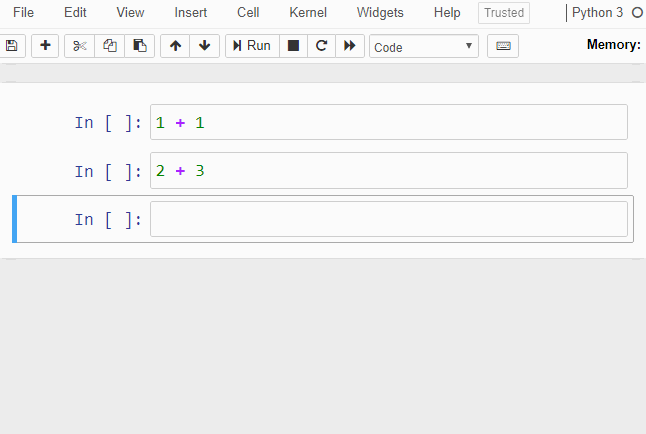 File Edit View Insert Cell Kernel Widgets Help Trusted Python 3
Run Code Memory:
In [ ]: 1 + 1
In [ ]: 2 + 3
In [ ]: